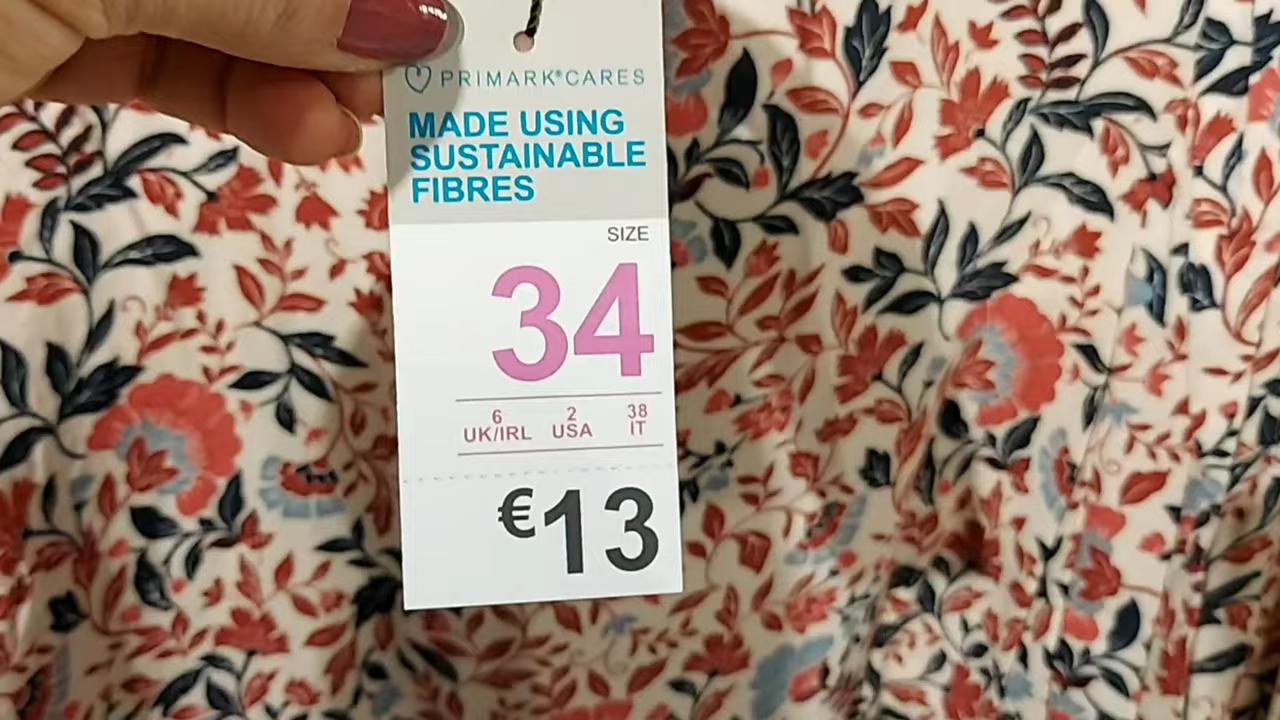 PRIMARK®CARES
MADE USING
SUSTAINABLE
FIBRES
SIZE
34
6 2 38
UK/IRL USA IT
€13